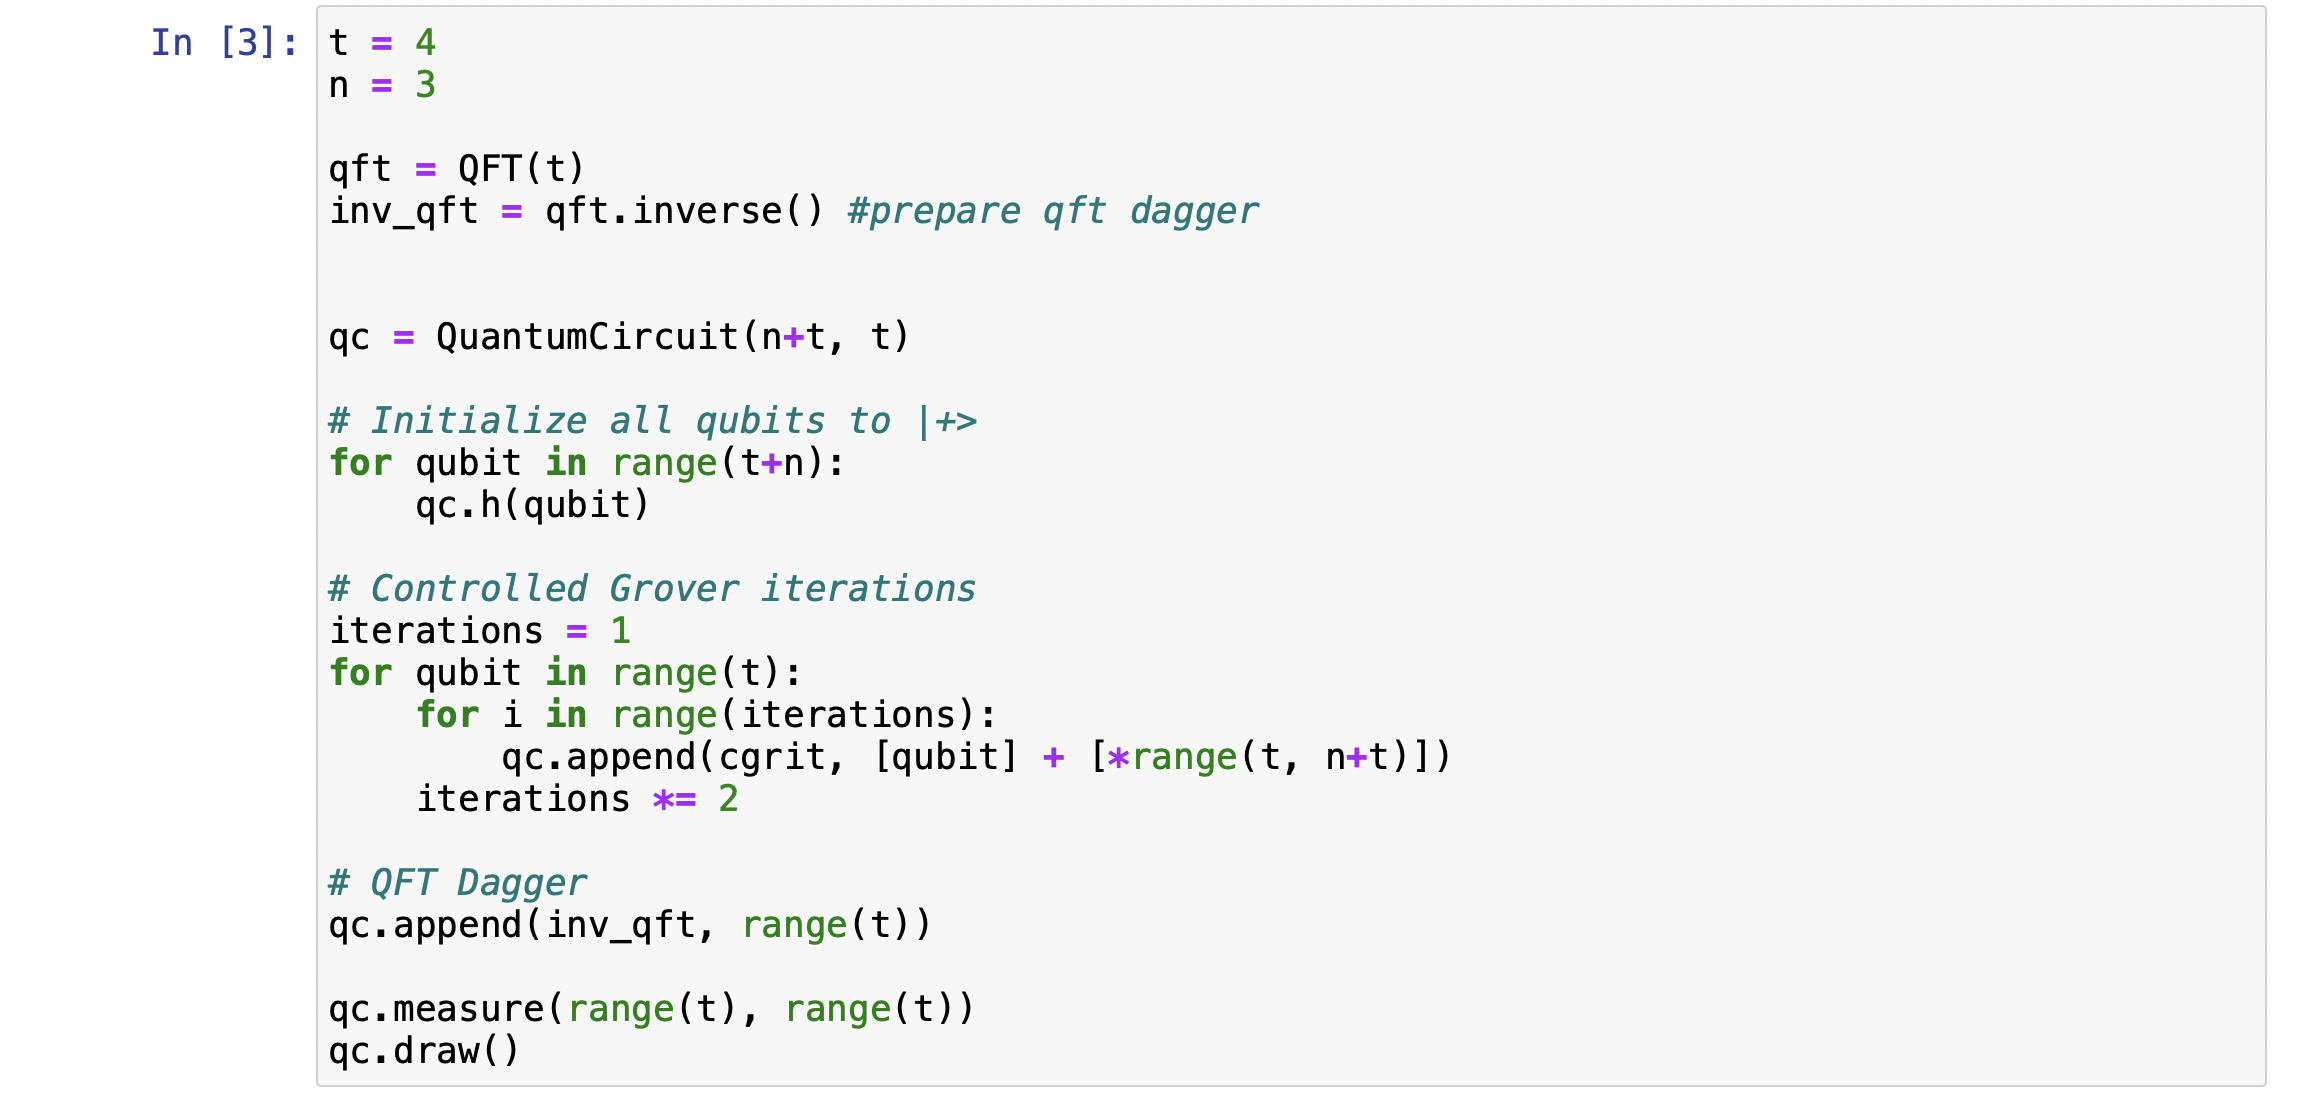 In [3]: t = 4
n = 3
qft = QFT(t)
inv_qft = qft.inverse() #prepare qft dagger
qc = QuantumCircuit(n+t, t)
# Initialize all qubits to |+>
for qubit in range(t+n):
    qc.h(qubit)
# Controlled Grover iterations
iterations = 1
for qubit in range(t):
    for i in range(iterations):
        qc.append(cgrit, [qubit] + [*range(t, n+t)])
    iterations *= 2
# QFT Dagger
qc.append(inv_qft, range(t))
qc.measure(range(t), range(t))
qc.draw()